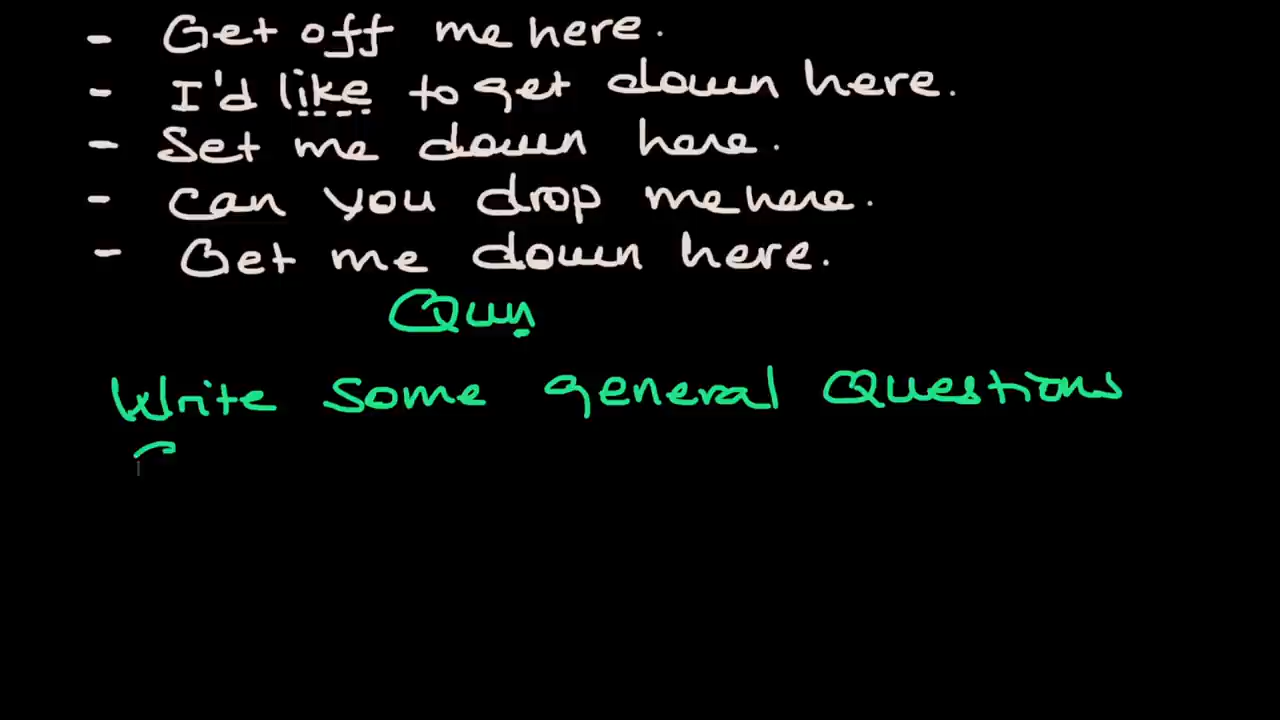 - Get off me here.
- I'd like to get down here.
- Set me down here.
- Can you drop me here.
- Get me down here.
Write some general Questions